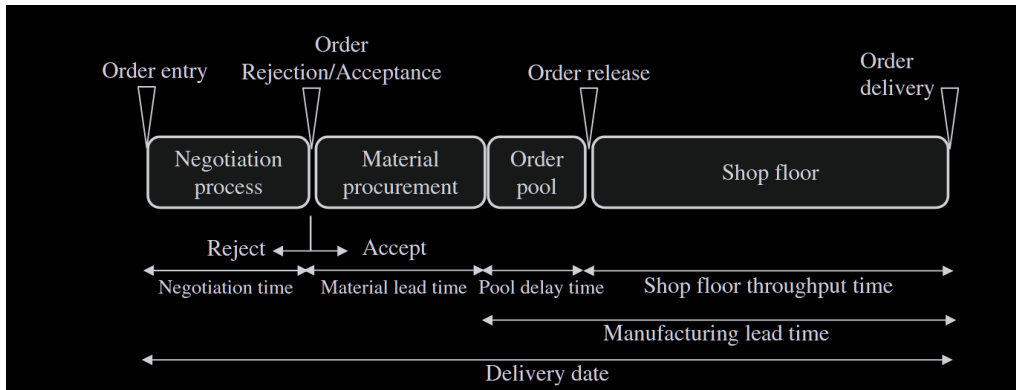 Order entry
Order
Rejection/Acceptance
Order release
Order
delivery
Negotiation
process
Material
procurement
Order
pool
Shop floor
Reject
Accept
Negotiation time
Material lead time
Pool delay time
Shop floor throughput time
Manufacturing lead time
Delivery date